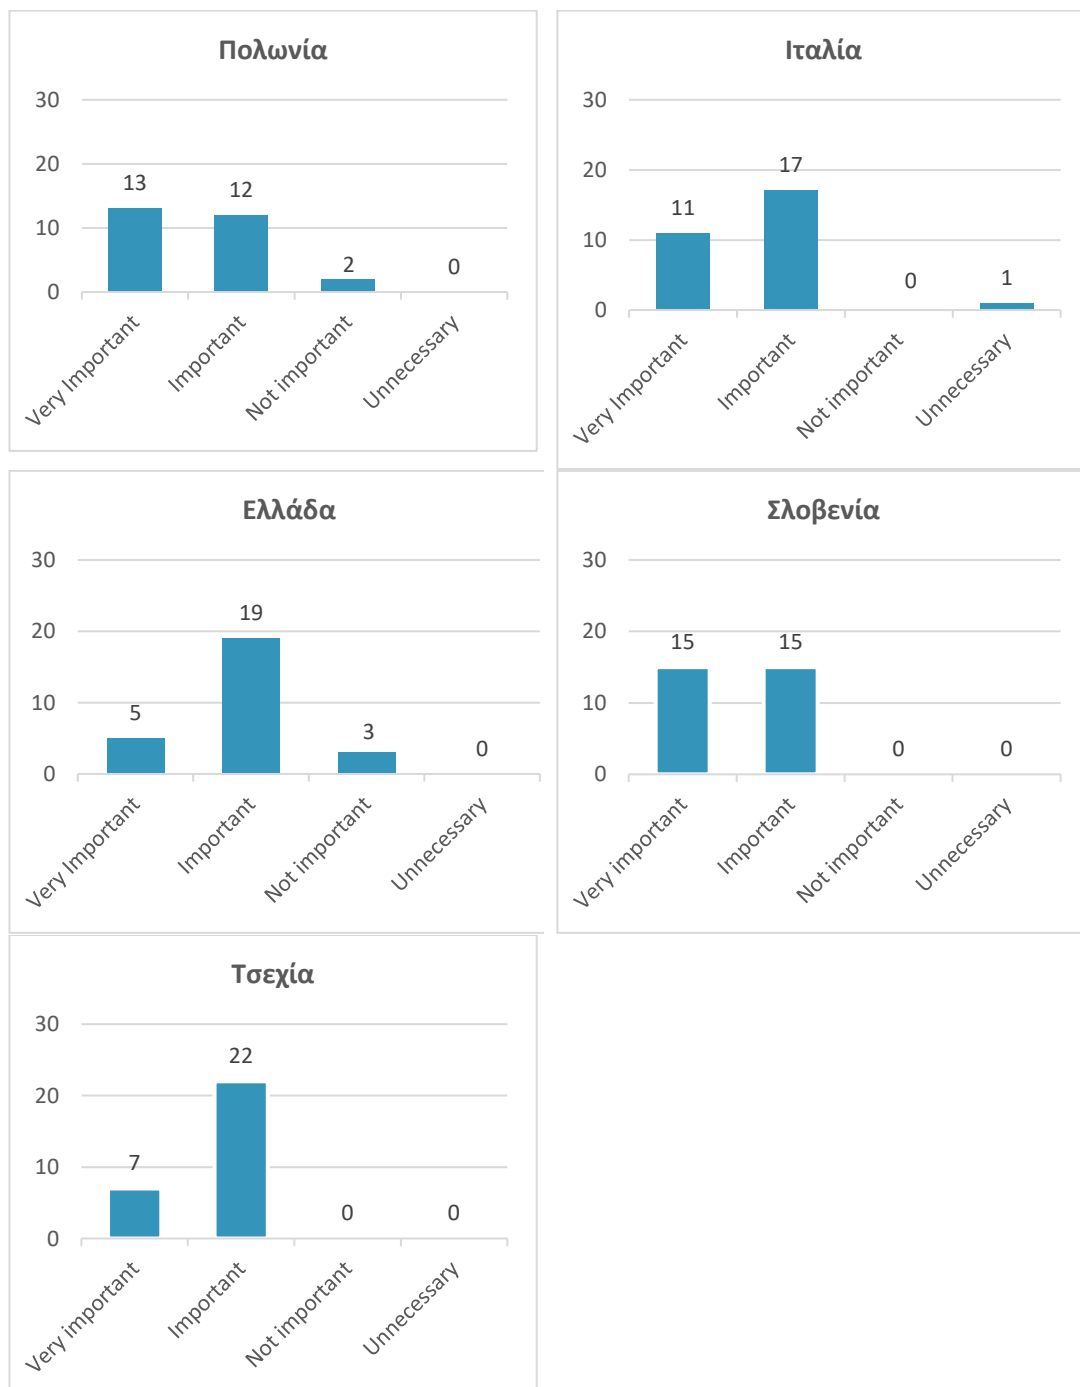 Πολωνία
30
20
10
0
13
12
2
0
Very Important
Important
Not important
Unnecessary
Ιταλία
30
20
10
0
11
17
0
1
Very Important
Important
Not important
Unnecessary
Ελλάδα
30
20
10
0
5
19
3
0
Very Important
Important
Not important
Unnecessary
Σλοβενία
30
20
10
0
15
15
0
0
Very important
Important
Not important
Unnecessary
Τσεχία
30
20
10
0
7
22
0
0
Very important
Important
Not important
Unnecessary